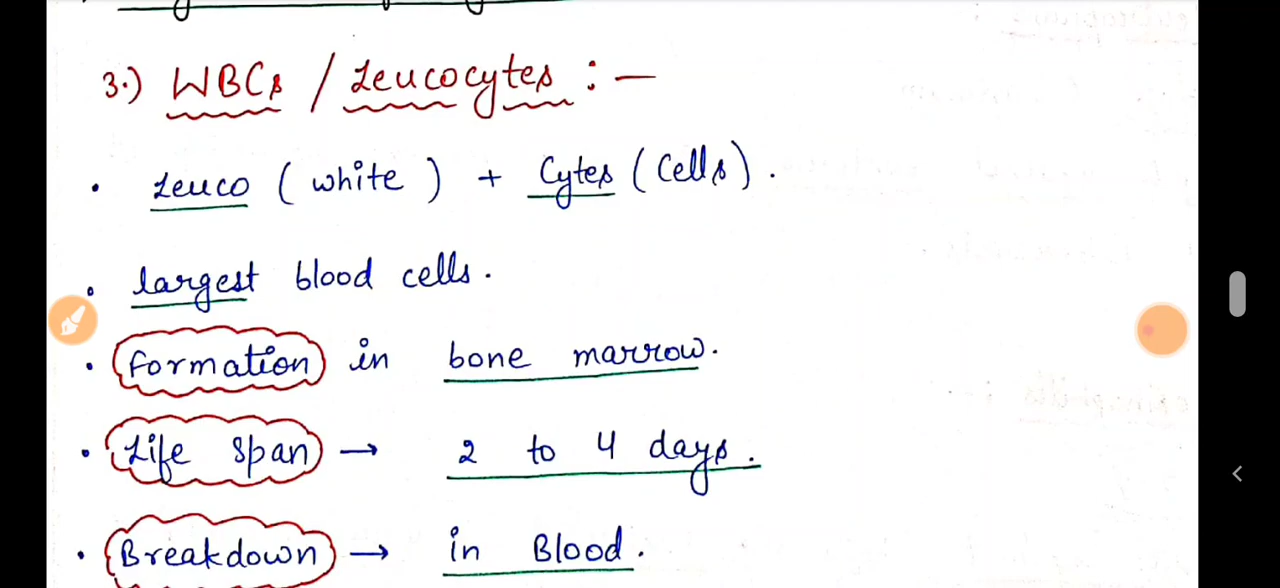 3.) WBCs / Leucocytes : —
• Leuco ( white ) + Cytes ( Cells ) .
• largest blood cells .
• formation in bone marrow .
• Life span → 2 to 4 days .
• Breakdown → in Blood .